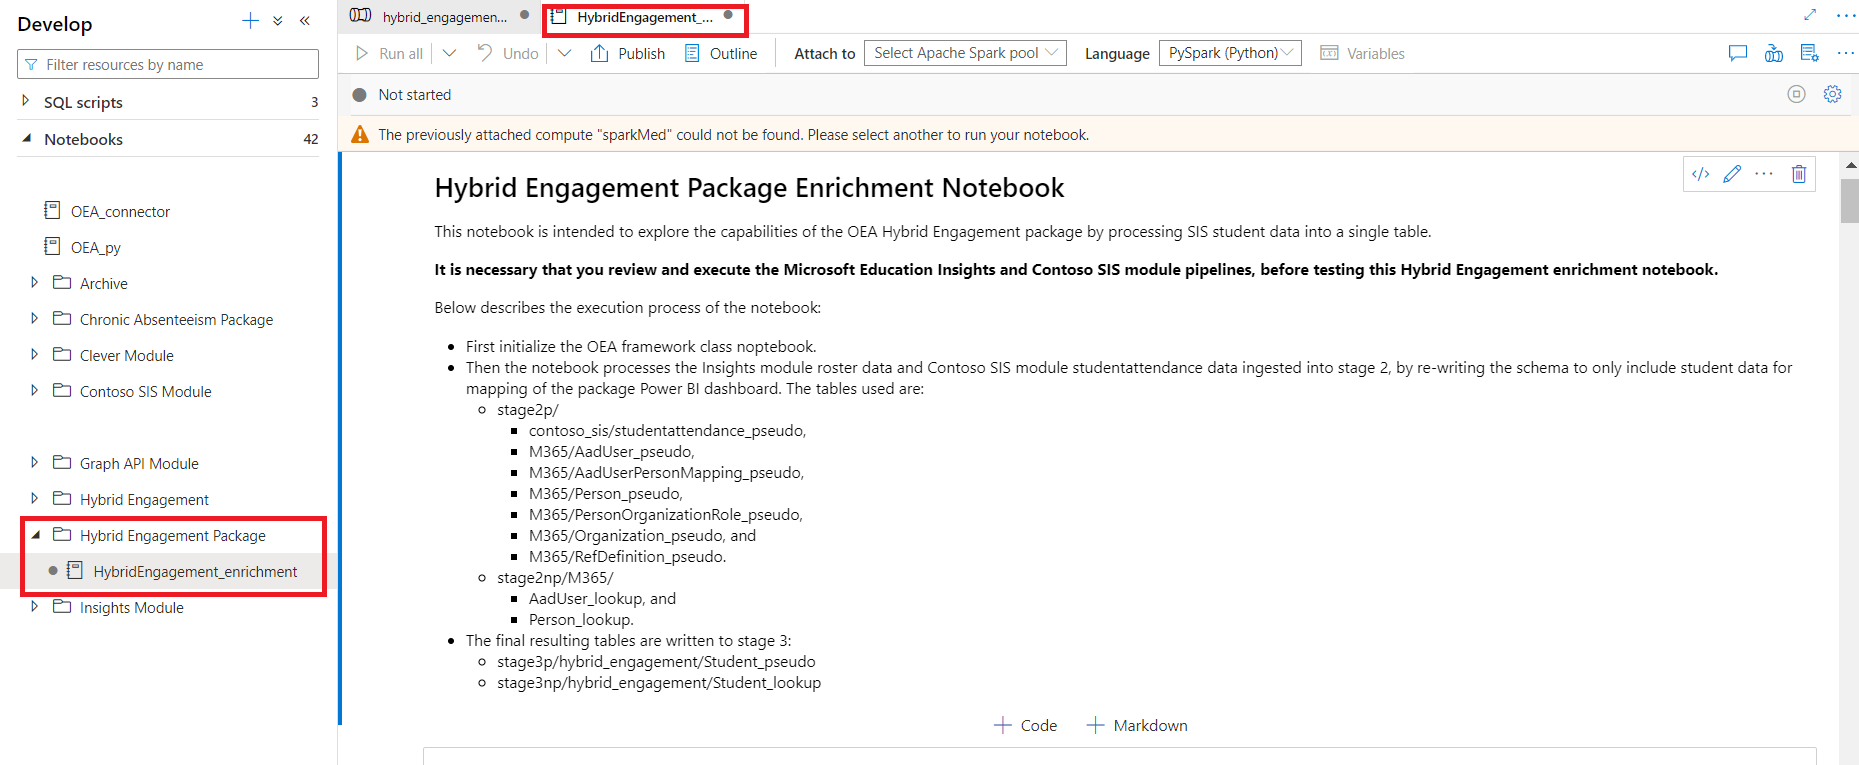 Develop
Filter resources by name
SQL scripts 3
Notebooks 42
OEA_connector
OEA_py
Archive
Chronic Absenteeism Package
Clever Module
Contoso SIS Module
Graph API Module
Hybrid Engagement
Hybrid Engagement Package
HybridEngagement_enrichment
Insights Module
hybrid_engagemen... HybridEngagement_...
Run all Undo Publish Outline Attach to Select Apache Spark pool Language PySpark (Python) Variables
Not started
The previously attached compute "sparkMed" could not be found. Please select another to run your notebook.
Hybrid Engagement Package Enrichment Notebook
This notebook is intended to explore the capabilities of the OEA Hybrid Engagement package by processing SIS student data into a single table.
It is necessary that you review and execute the Microsoft Education Insights and Contoso SIS module pipelines, before testing this Hybrid Engagement enrichment notebook.
Below describes the execution process of the notebook:
First initialize the OEA framework class noptebook.
Then the notebook processes the Insights module roster data and Contoso SIS module studentattendance data ingested into stage 2, by re-writing the schema to only include student data for
mapping of the package Power BI dashboard. The tables used are:
stage2p/
contoso_sis/studentattendance_pseudo,
M365/AadUser_pseudo,
M365/AadUserPersonMapping_pseudo,
M365/Person_pseudo,
M365/PersonOrganizationRole_pseudo,
M365/Organization_pseudo, and
M365/RefDefinition_pseudo.
stage2np/M365/
AadUser_lookup, and
Person_lookup.
The final resulting tables are written to stage 3:
stage3p/hybrid_engagement/Student_pseudo
stage3np/hybrid_engagement/Student_lookup
Code Markdown